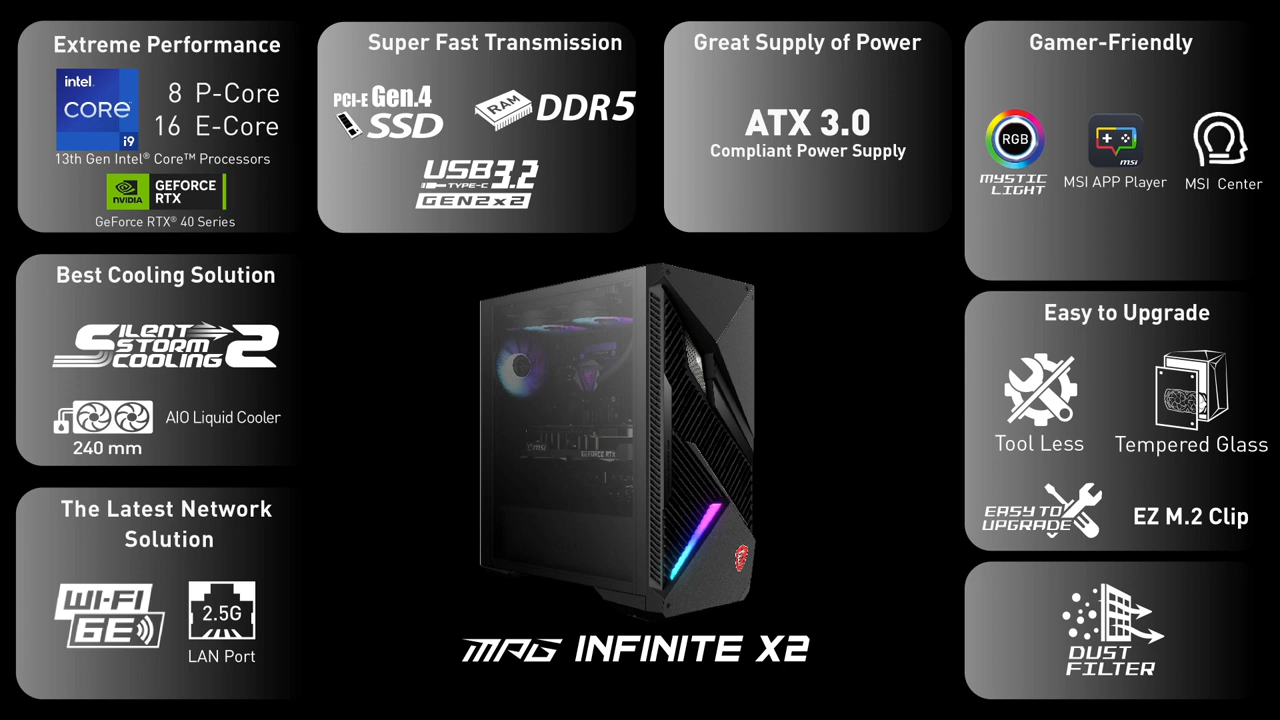 Extreme Performance
intel
CORE
i9
8 P-Core
16 E-Core
13th Gen Intel® Core™ Processors
NVIDIA
GEFORCE
RTX
GeForce RTX® 40 Series
Super Fast Transmission
PCI-E Gen.4
SSD
RAM
DDR5
USB 3.2
TYPE-C
GEN2x2
Great Supply of Power
ATX 3.0
Compliant Power Supply
Gamer-Friendly
RGB
MYSTIC
LIGHT
msi
MSI APP Player
MSI Center
Best Cooling Solution
SILENT
STORM
COOLING 2
AIO Liquid Cooler
240 mm
The Latest Network
Solution
WI-FI
6E
2.5G
LAN Port
msi
GEFORCE RTX
MPG INFINITE X2
Easy to Upgrade
Tool Less
Tempered Glass
EASY TO
UPGRADE
EZ M.2 Clip
DUST
FILTER